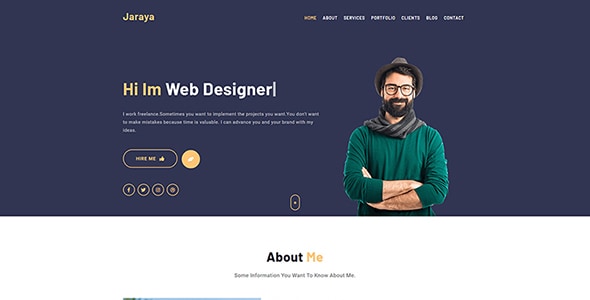 Jaraya
HOME ABOUT SERVICES PORTFOLIO CLIENTS BLOG CONTACT
Hi Im Web Designer|
I work freelance.Sometimes you want to implement the projects you want.You don't want
to make mistakes because time is valuable. I can advance you and your brand with my
ideas.
HIRE ME
About Me
Some Information You Want To Know About Me.